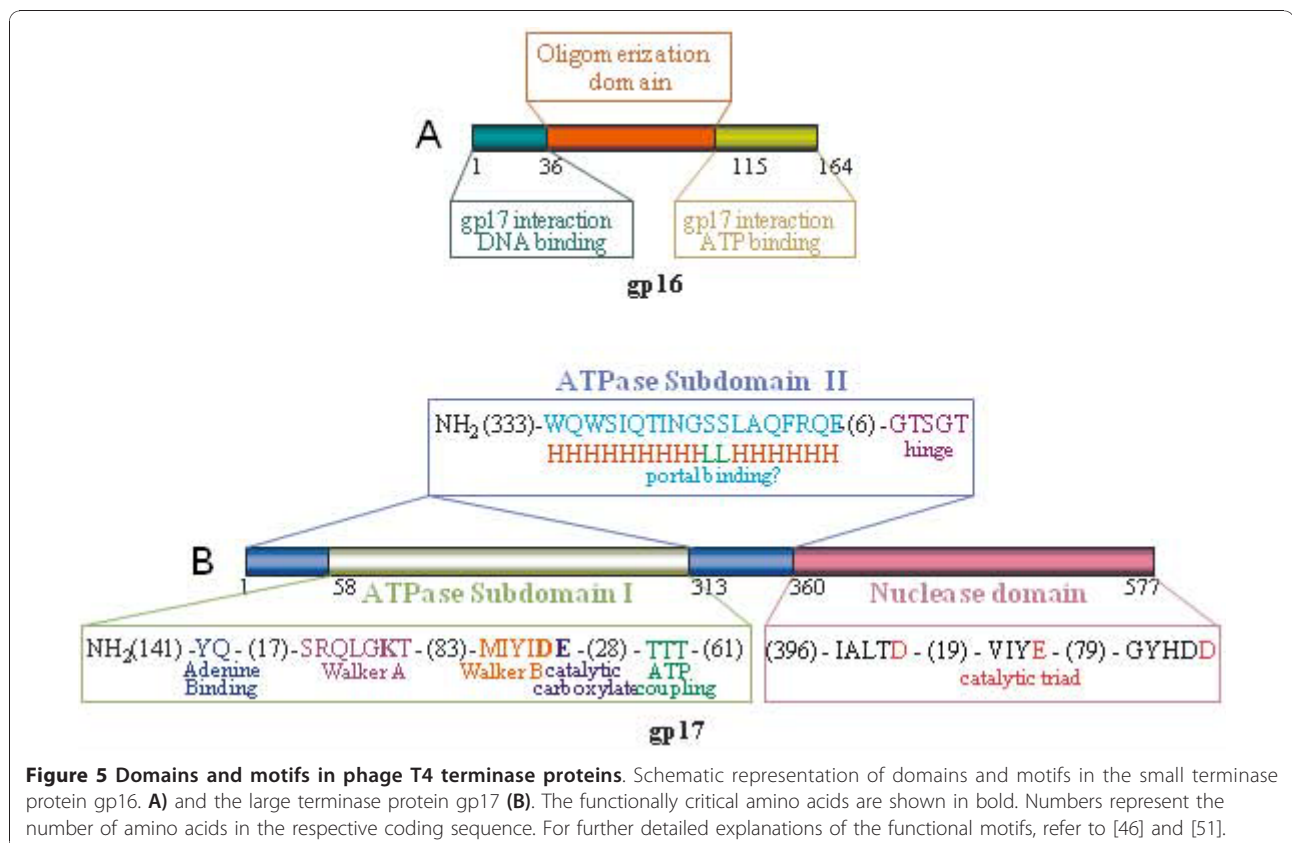 Oligomerization
domain
A
1 36 115 164
gp17 interaction
DNA binding
gp17 interaction
ATP binding
gp16
ATPase Subdomain II
NH2(333)-WQWSIQTINGSSLAQFRQE-(6)-GTSGT
HHHHHHHHHHLLHHHHHH hinge
portal binding?
B
1 58 313 360 577
ATPase Subdomain I
Nuclease domain
NH2(141)-YQ-(17)-SRQLGKT-(83)-MIYIDE-(28)-TTT-(61)
Adenine Walker A Walker B catalytic ATP
Binding carboxylate coupling
(396)-IALTD-(19)-VIYE-(79)-GYHDD
catalytic triad
gp17
Figure 5 Domains and motifs in phage T4 terminase proteins. Schematic representation of domains and motifs in the small terminase
protein gp16. A) and the large terminase protein gp17 (B). The functionally critical amino acids are shown in bold. Numbers represent the
number of amino acids in the respective coding sequence. For further detailed explanations of the functional motifs, refer to [46] and [51].